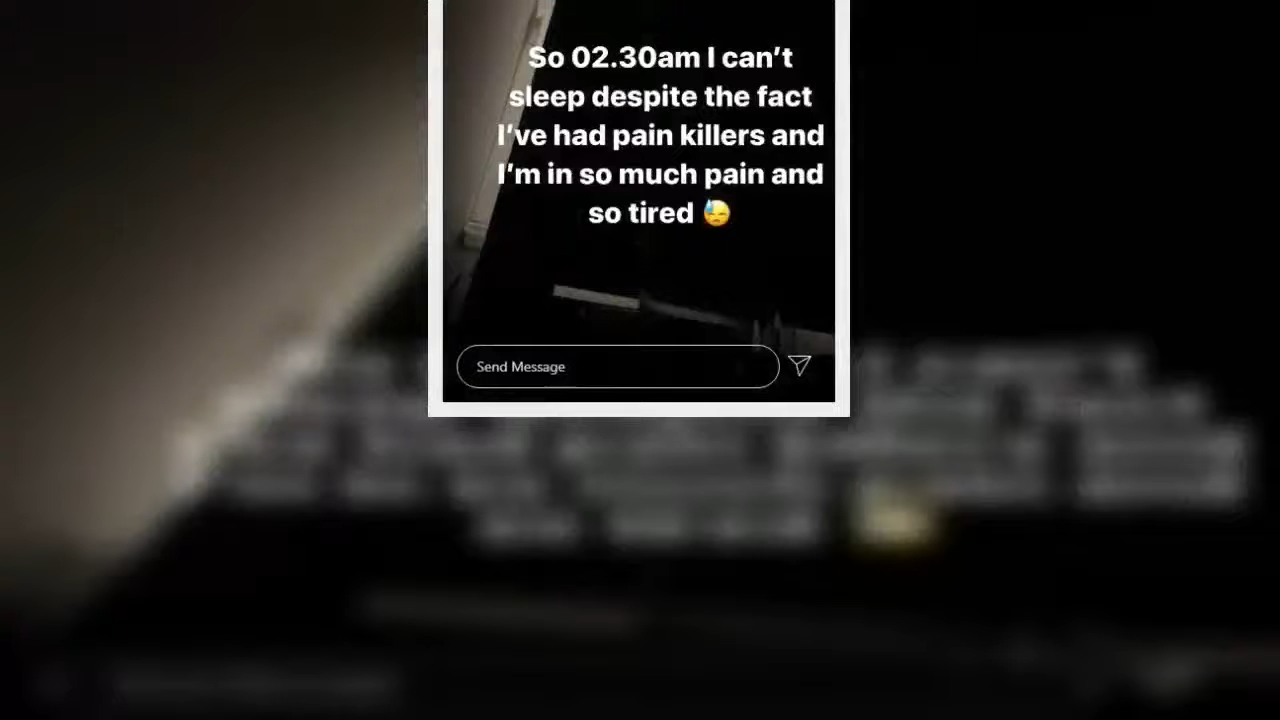 So 02.30am I can’t
sleep despite the fact
I’ve had pain killers and
I’m in so much pain and
so tired 😓
Send Message